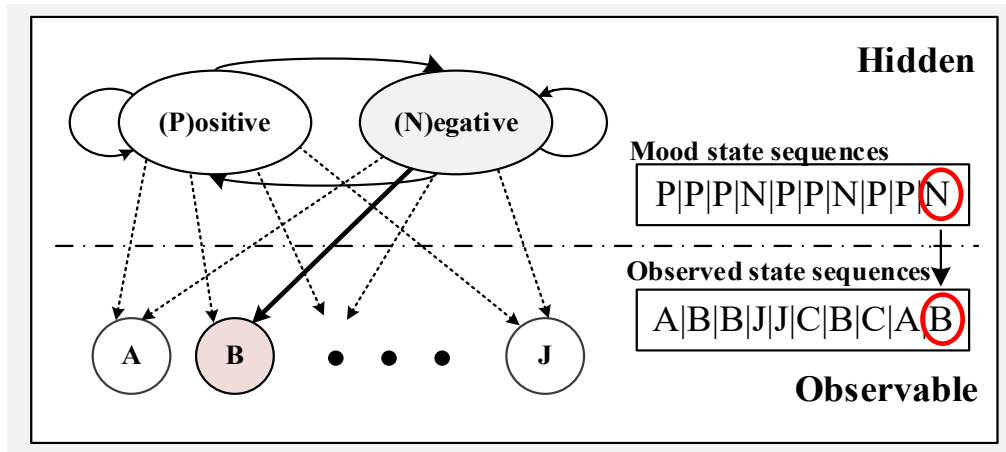 Hidden
(P)ositive
(N)egative
Mood state sequences
P|P|P|N|P|P|N|P|P|N
Observed state sequences
A|B|B|J|J|C|B|C|A|B
A
B
J
Observable